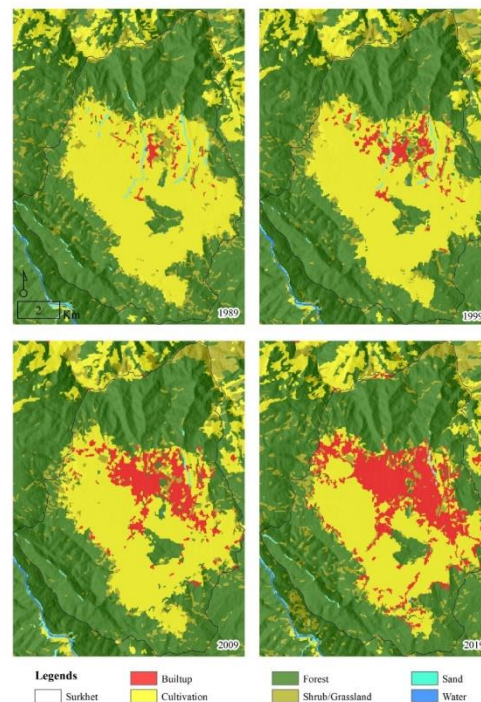 2
Km
1989
1999
2009
2019
Legends
Surkhet
Builtup
Cultivation
Forest
Shrub/Grassland
Sand
Water